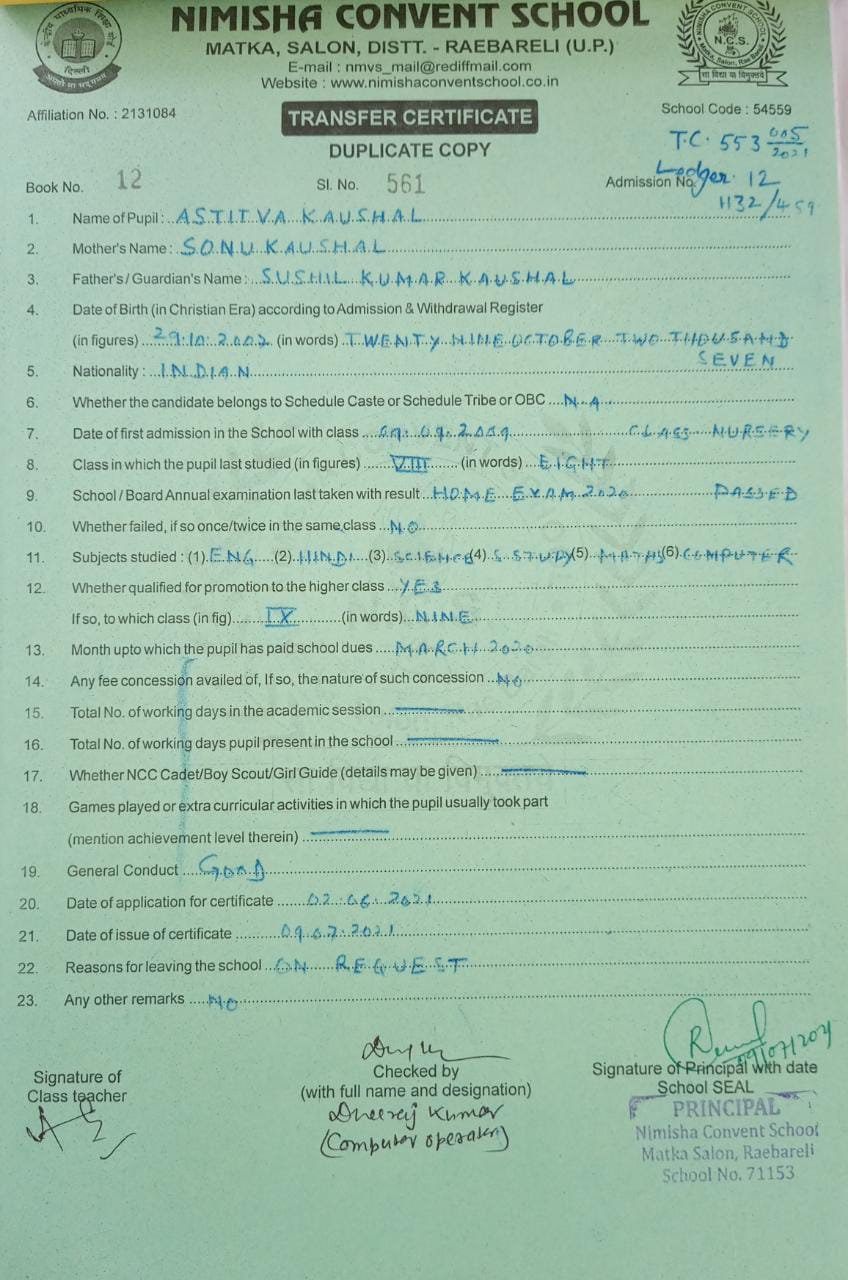 NIMISHA CONVENT SCHOOL
MATKA, SALON, DISTT. - RAEBARELI (U.P.)
E-mail : nmvs_mail@rediffmail.com
Website : www.nimishaconventschool.co.in
दिल्ली
NIMISHA CONVENT SCHOOL
N.C.S.
Matka, Salon, Rae Bareli
सा विद्या या विमुक्तये
Affiliation No. : 2131084
School Code : 54559
TRANSFER CERTIFICATE
DUPLICATE COPY
T.C. 553 005/2021
Book No. 12 Sl. No. 561 Admission No. Ledger 12
1132/459
1. Name of Pupil : ASTITVA KAUSHAL
2. Mother's Name : SONU KAUSHAL
3. Father's / Guardian's Name : SUSHIL KUMAR KAUSHAL
4. Date of Birth (in Christian Era) according to Admission & Withdrawal Register
(in figures) 29.10.2007 (in words) TWENTY NINE OCTOBER TWO THOUSAND
SEVEN
5. Nationality : INDIAN
6. Whether the candidate belongs to Schedule Caste or Schedule Tribe or OBC N.A.
7. Date of first admission in the School with class 09.09.2009 CLASS NURSERY
8. Class in which the pupil last studied (in figures) VIII (in words) EIGHT
9. School / Board Annual examination last taken with result HOME EXAM 2020 PASSED
10. Whether failed, if so once/twice in the same class NO
11. Subjects studied : (1) ENG (2) HINDI (3) SCIENCE (4) S. STUDY (5) MATHS (6) COMPUTER
12. Whether qualified for promotion to the higher class YES
If so, to which class (in fig) IX (in words) NINE
13. Month upto which the pupil has paid school dues MARCH 2020
14. Any fee concession availed of, If so, the nature of such concession NO
15. Total No. of working days in the academic session
16. Total No. of working days pupil present in the school
17. Whether NCC Cadet/Boy Scout/Girl Guide (details may be given)
18. Games played or extra curricular activities in which the pupil usually took part
(mention achievement level therein)
19. General Conduct GOOD
20. Date of application for certificate 02.06.2021
21. Date of issue of certificate 09.07.2021
22. Reasons for leaving the school ON REQUEST
23. Any other remarks NO
09/07/2021
Signature of
Class teacher
Checked by
(with full name and designation)
Dheeraj Kumar
(Computer operator)
Signature of Principal with date
School SEAL
PRINCIPAL
Nimisha Convent School
Matka Salon, Raebareli
School No. 71153